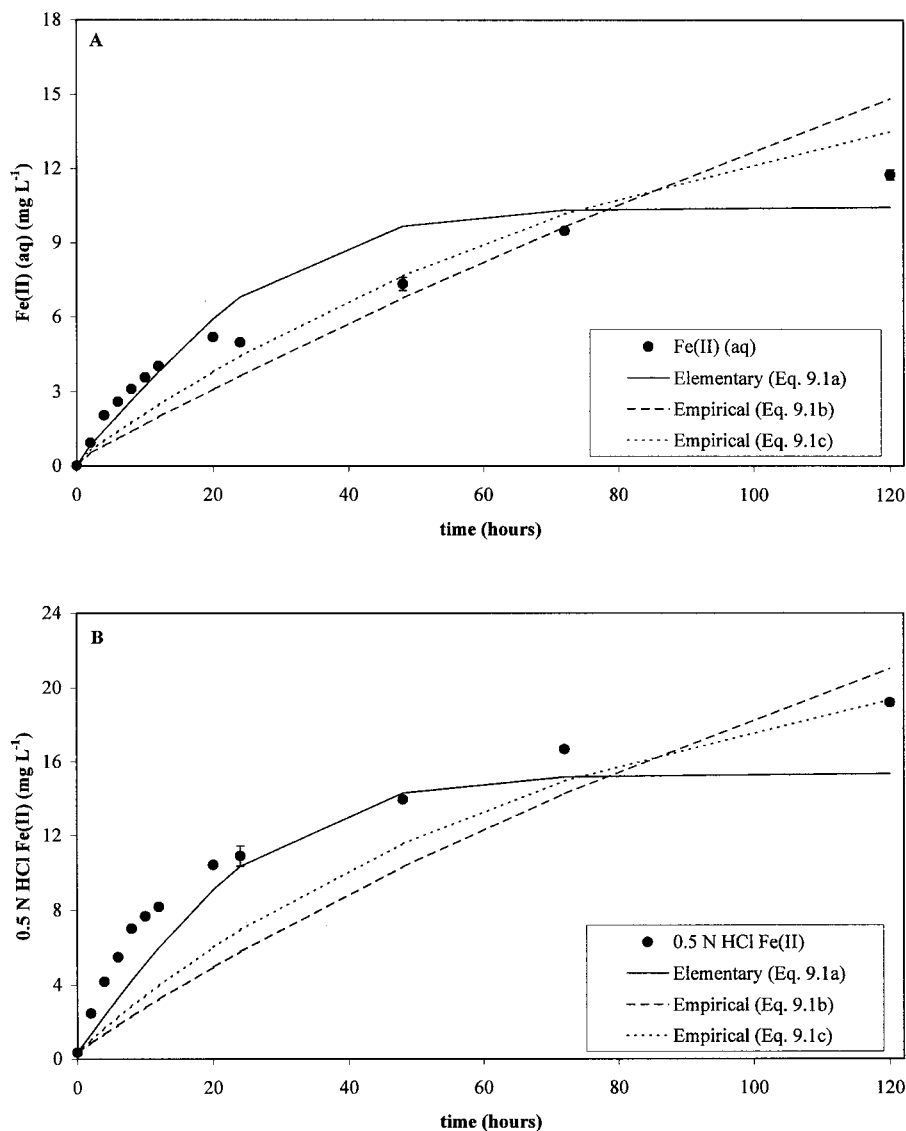 A
18
15
12
9
6
3
0
Fe(II) (aq) (mg L⁻¹)
Fe(II) (aq)
Elementary (Eq. 9.1a)
Empirical (Eq. 9.1b)
Empirical (Eq. 9.1c)
0 20 40 60 80 100 120
time (hours)
B
24
20
16
12
8
4
0
0.5 N HCl Fe(II) (mg L⁻¹)
0.5 N HCl Fe(II)
Elementary (Eq. 9.1a)
Empirical (Eq. 9.1b)
Empirical (Eq. 9.1c)
0 20 40 60 80 100 120
time (hours)